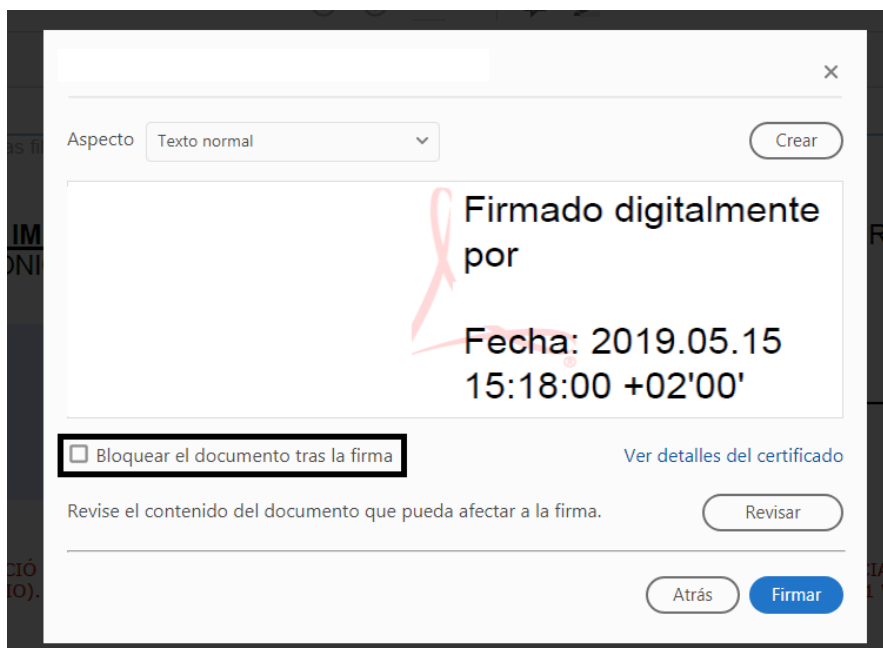 Aspecto
Texto normal
Crear
Firmado digitalmente
por
Fecha: 2019.05.15
15:18:00 +02'00'
Bloquear el documento tras la firma
Ver detalles del certificado
Revise el contenido del documento que pueda afectar a la firma.
Revisar
Atrás
Firmar